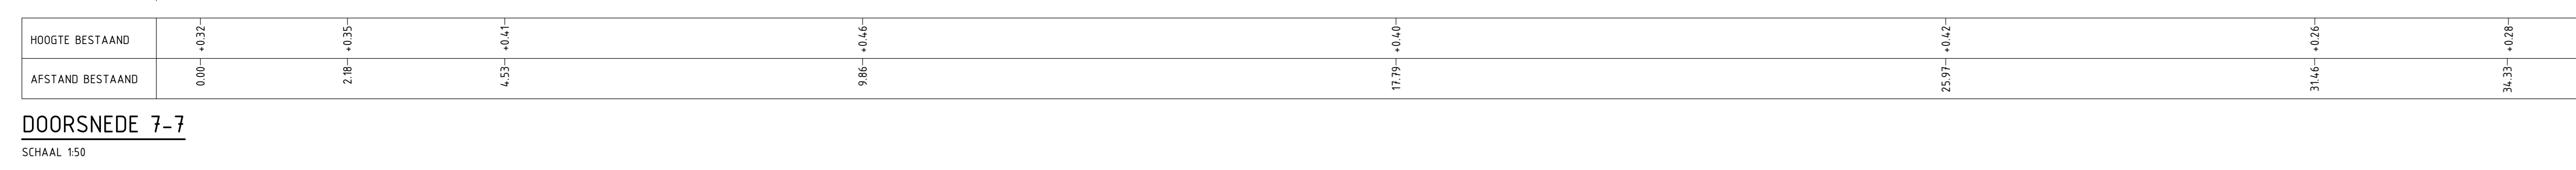 HOOGTE BESTAAND +0.32 +0.35 +0.41 +0.46 +0.40 +0.42 +0.26 +0.28
AFSTAND BESTAAND 0.00 2.18 4.53 9.86 17.79 25.97 31.46 34.33
DOORSNEDE 7-7
SCHAAL 1:50